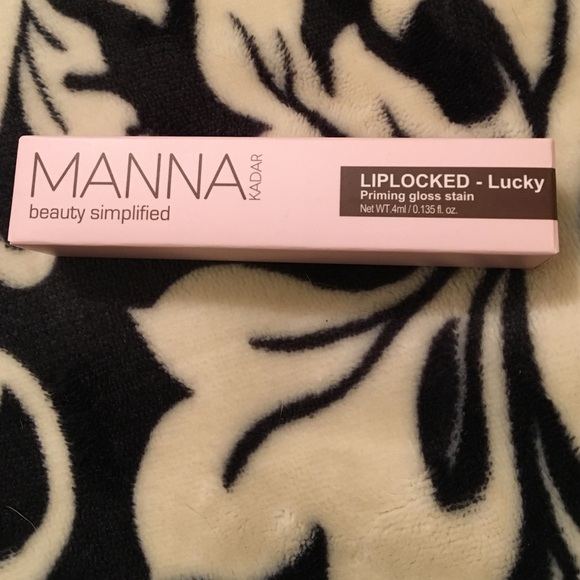 MANNA
KADAR
beauty simplified
LIPLOCKED - Lucky
Priming gloss stain
Net WT.4ml / 0.135 fl. oz.